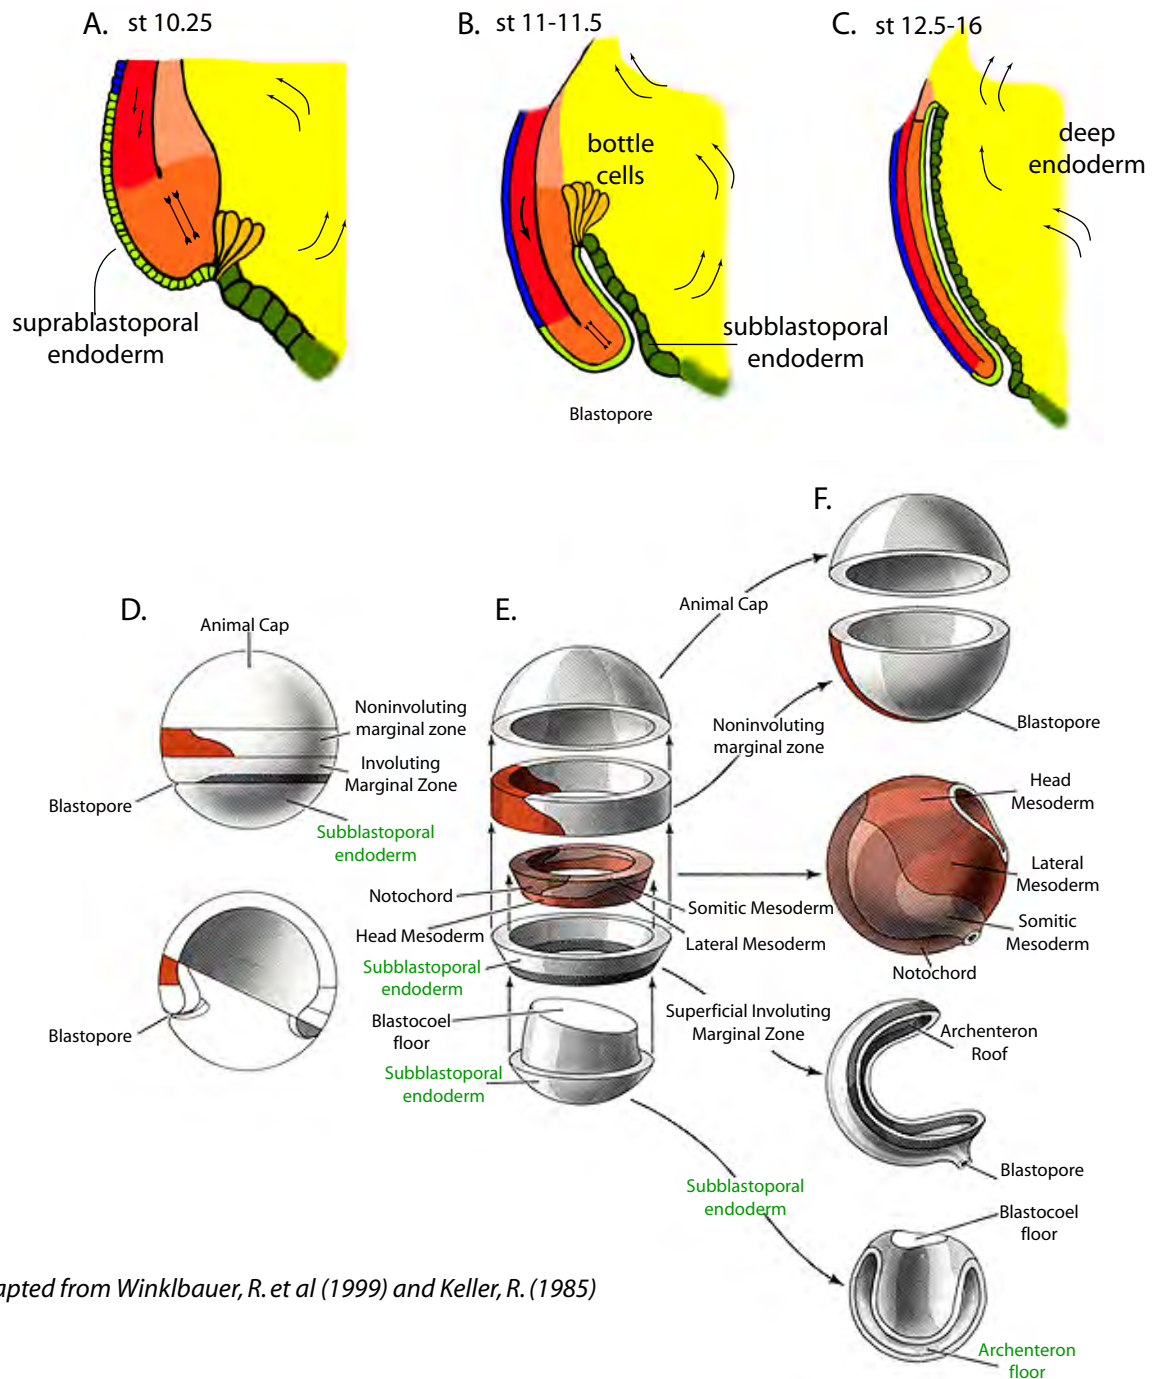 A. st 10.25
B. st 11-11.5
C. st 12.5-16
bottle
cells
deep
endoderm
suprablastoporal
endoderm
subblastoporal
endoderm
Blastopore
D.
Animal Cap
Noninvoluting
marginal zone
Involuting
Marginal Zone
Blastopore
Subblastoporal
endoderm
Blastopore
E.
Notochord
Head Mesoderm
Somitic Mesoderm
Lateral Mesoderm
Subblastoporal
endoderm
Blastocoel
floor
Subblastoporal
endoderm
Animal Cap
Noninvoluting
marginal zone
Superficial Involuting
Marginal Zone
Subblastoporal
endoderm
F.
Blastopore
Head
Mesoderm
Lateral
Mesoderm
Somitic
Mesoderm
Notochord
Archenteron
Roof
Blastopore
Blastocoel
floor
Archenteron
floor
apted from Winklbauer, R. et al (1999) and Keller, R. (1985)